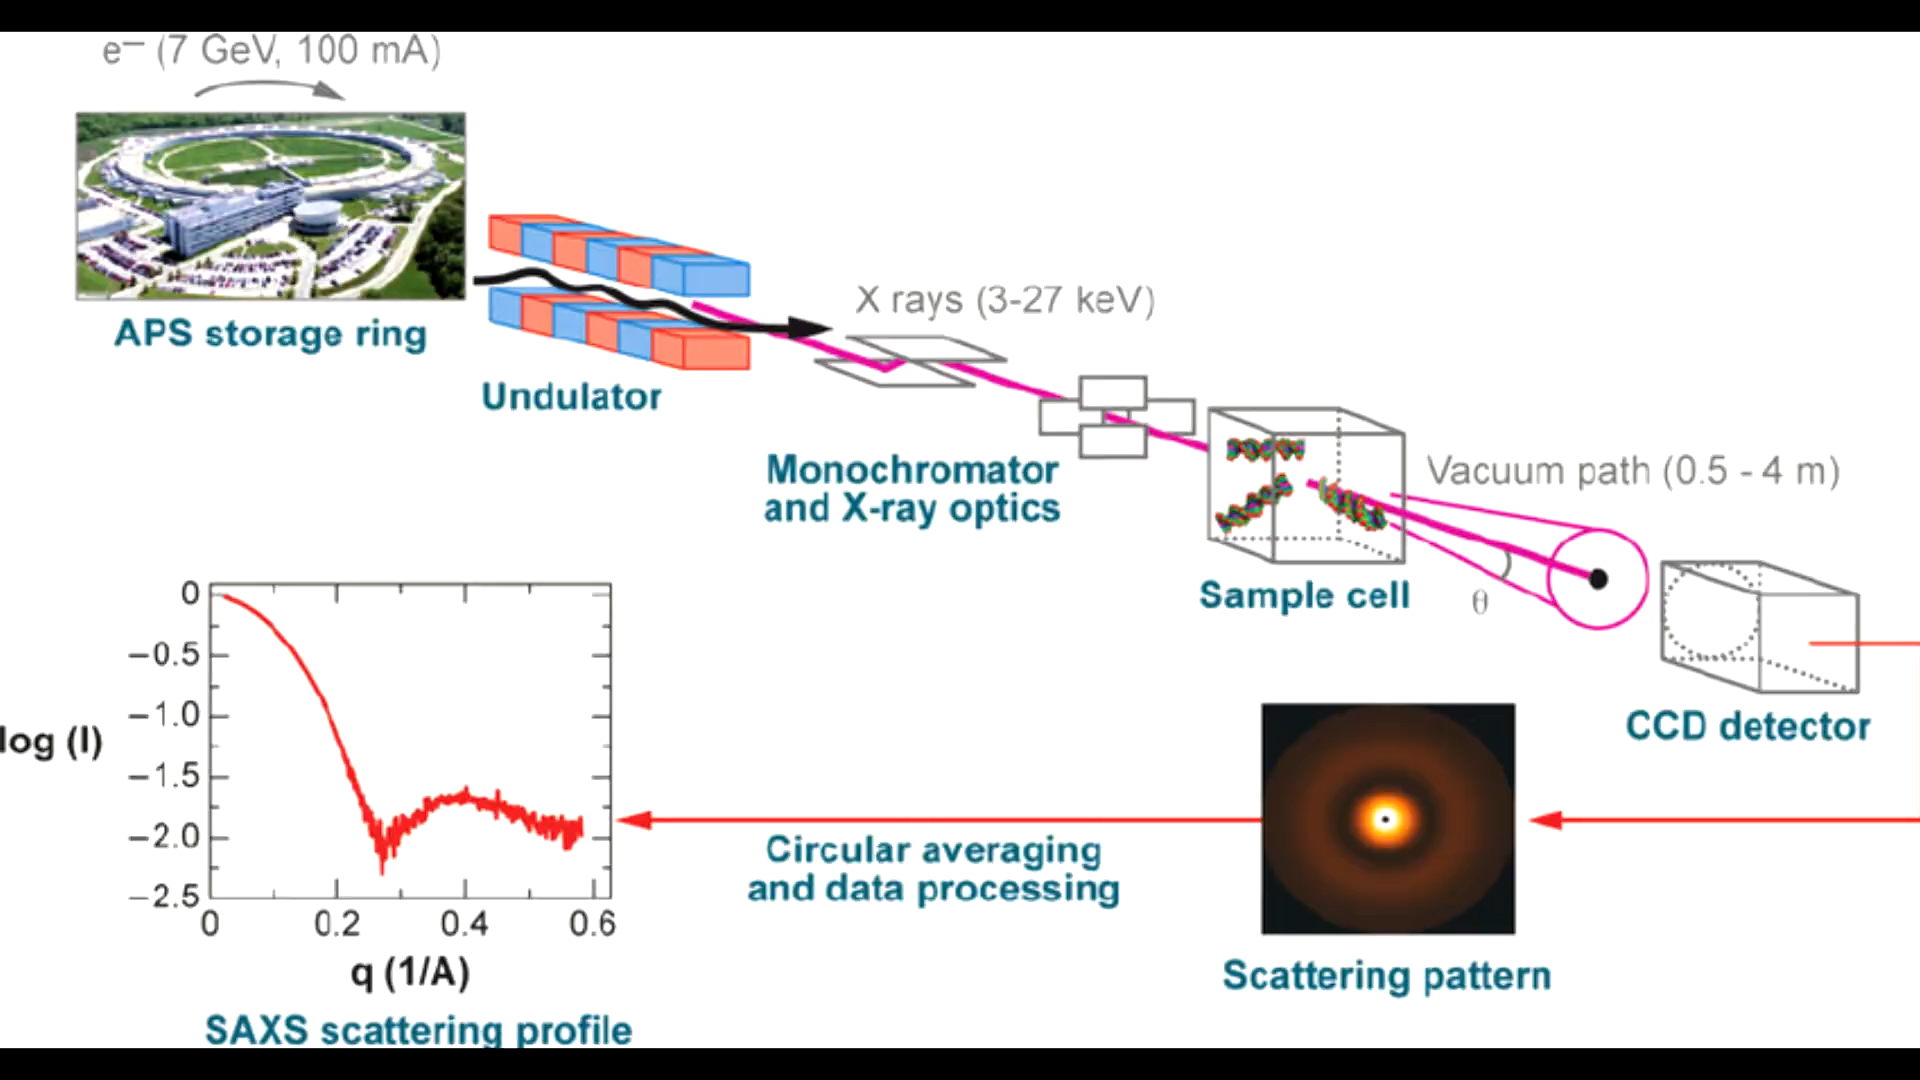 e− (7 GeV, 100 mA)
APS storage ring
Undulator
X rays (3-27 keV)
Monochromator
and X-ray optics
Vacuum path (0.5 - 4 m)
Sample cell
θ
CCD detector
0
−0.5
−1.0
log (I)
−1.5
−2.0
−2.5
0 0.2 0.4 0.6
q (1/A)
SAXS scattering profile
Circular averaging
and data processing
Scattering pattern